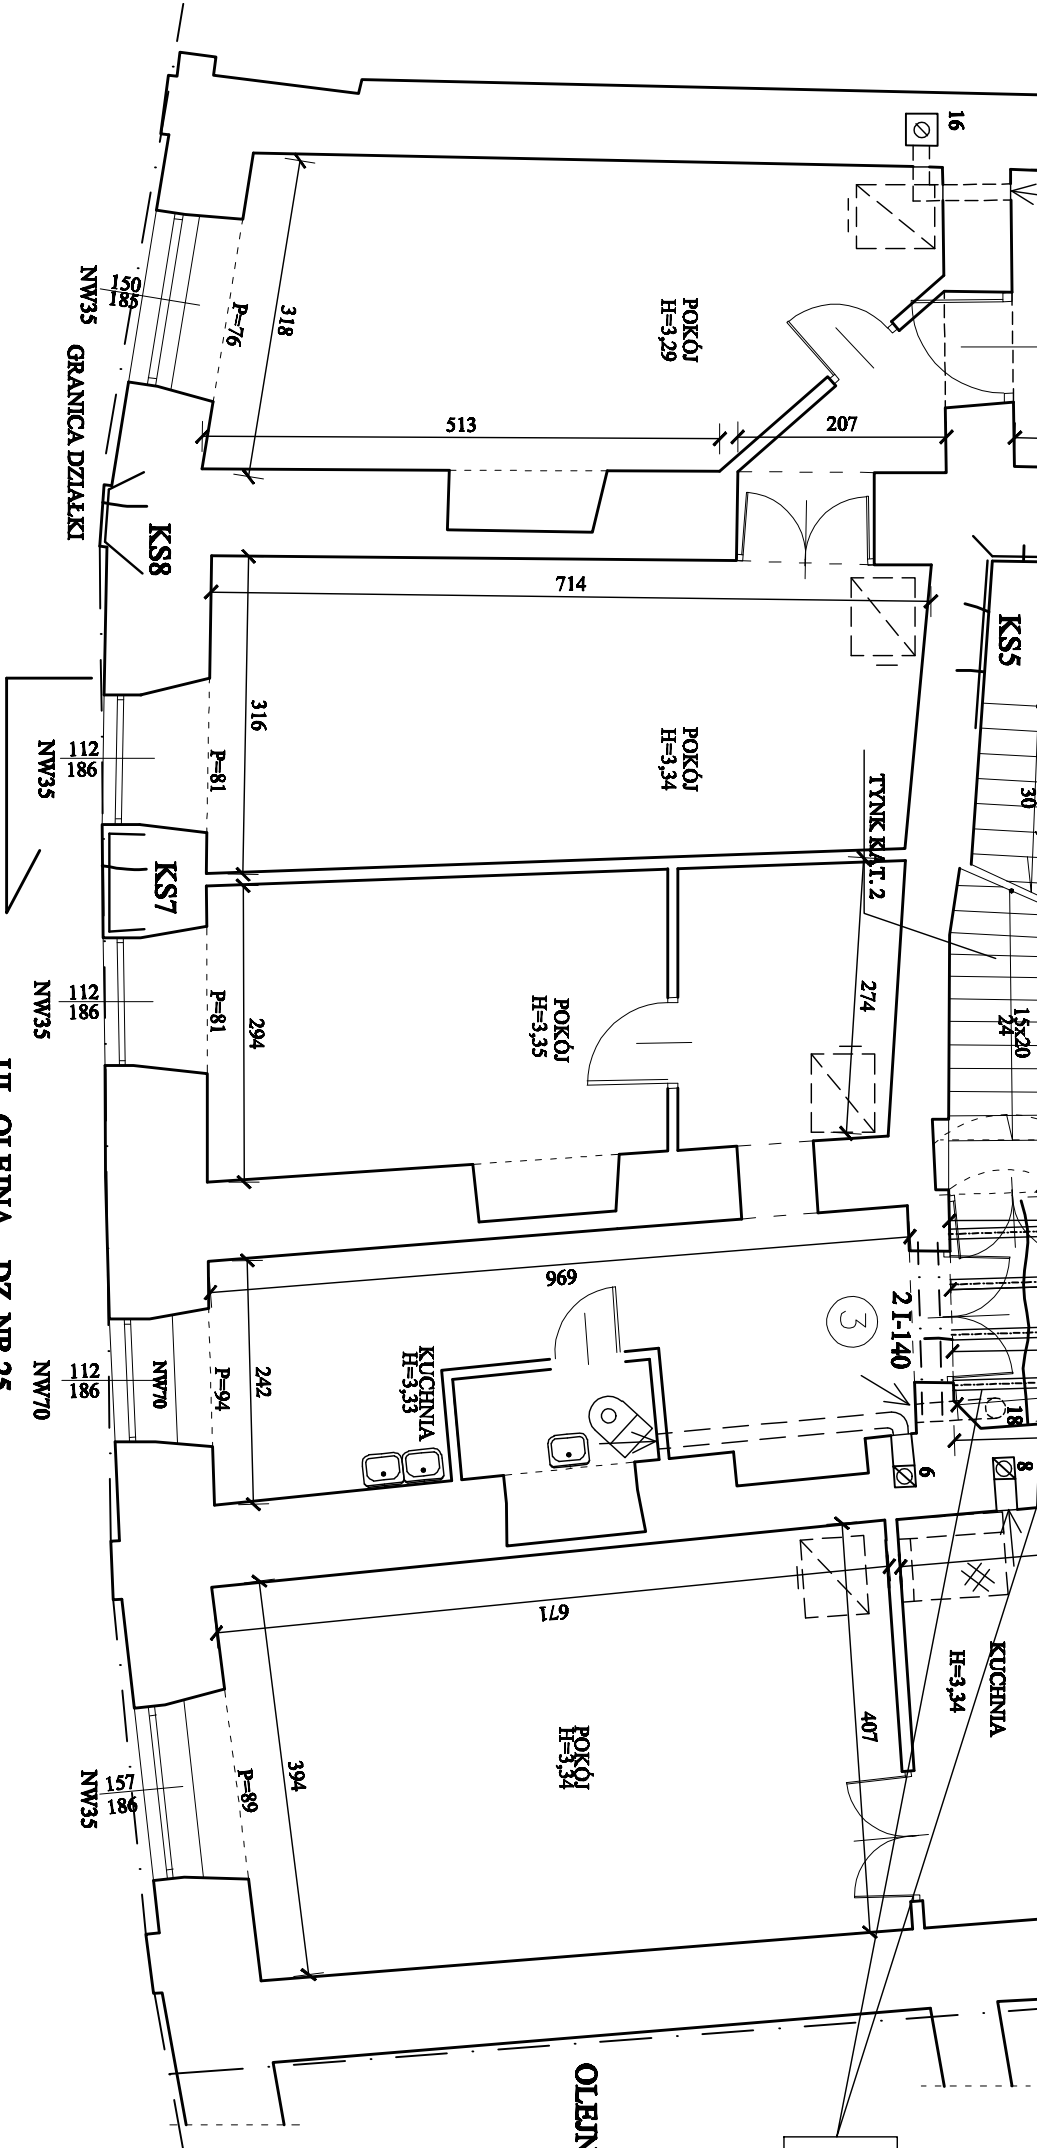 16
POKÓJ
H=3,29
150
185
NW35
P=76
318
GRANICA DZIAŁKI
513
207
KS8
714
KS5
316
POKÓJ
H=3,34
112
186
NW35
P=81
30
TYNK KAT. 2
KS7
112
186
NW35
P=81
294
POKÓJ
H=3,35
274
15x20
24
696
2 I-140
3
112
186
NW70
NW70
P=94
242
KUCHNIA
H=3,33
18
6
8
671
KUCHNIA
H=3,34
407
POKÓJ
H=3,34
394
P=89
157
186
NW35